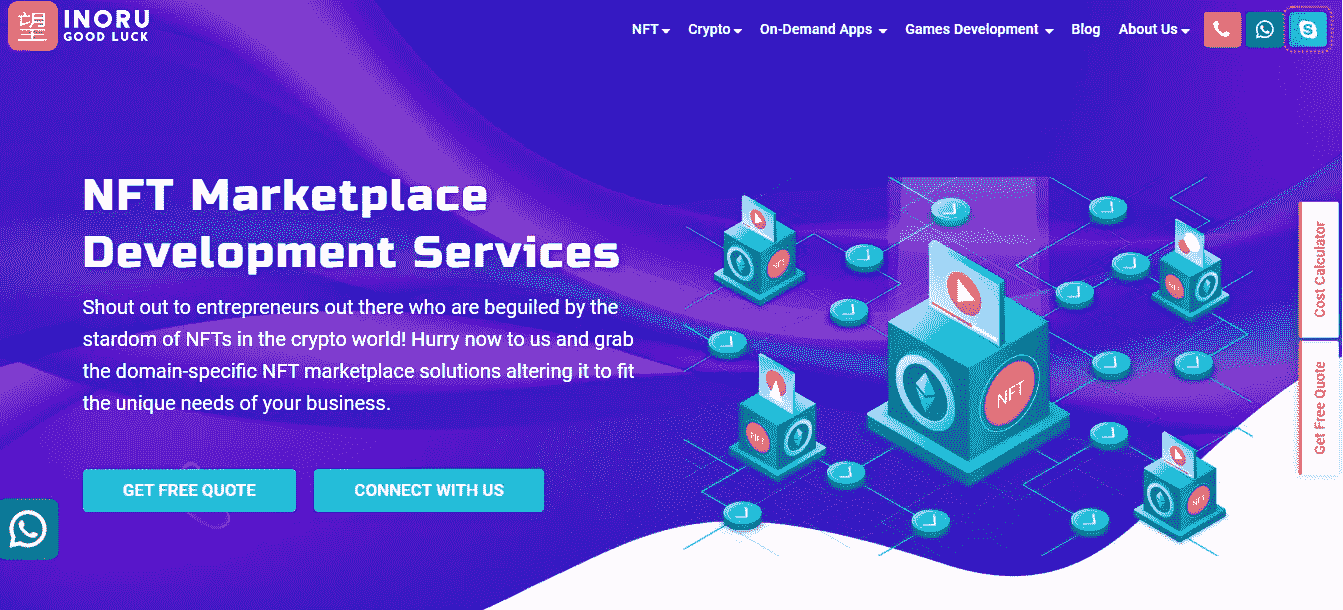 望
INORU
GOOD LUCK
NFT
Crypto
On-Demand Apps
Games Development
Blog
About Us
NFT Marketplace
Development Services
Shout out to entrepreneurs out there who are beguiled by the
stardom of NFTs in the crypto world! Hurry now to us and grab
the domain-specific NFT marketplace solutions altering it to fit
the unique needs of your business.
GET FREE QUOTE
CONNECT WITH US
NFT
NFT
NFT
NFT
NFT
Cost Calculator
Get Free Quote